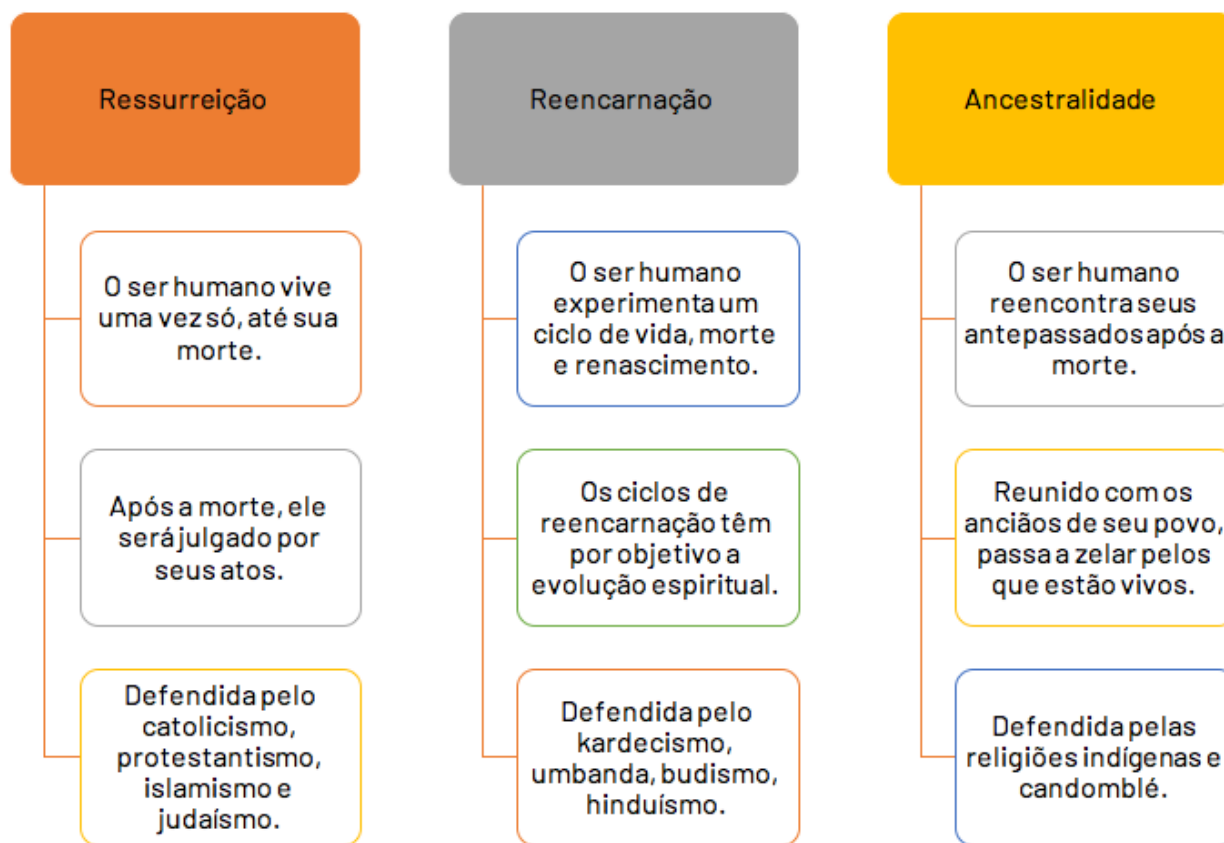 Ressurreição
O ser humano vive
uma vez só, até sua
morte.
Após a morte, ele
será julgado por
seus atos.
Defendida pelo
catolicismo,
protestantismo,
islamismo e
judaísmo.
Reencarnação
O ser humano
experimenta um
ciclo de vida, morte
e renascimento.
Os ciclos de
reencarnação têm
por objetivo a
evolução espiritual.
Defendida pelo
kardecismo,
umbanda, budismo,
hinduísmo.
Ancestralidade
O ser humano
reencontra seus
antepassados após a
morte.
Reunido com os
anciãos de seu povo,
passa a zelar pelos
que estão vivos.
Defendida pelas
religiões indígenas e
candomblé.